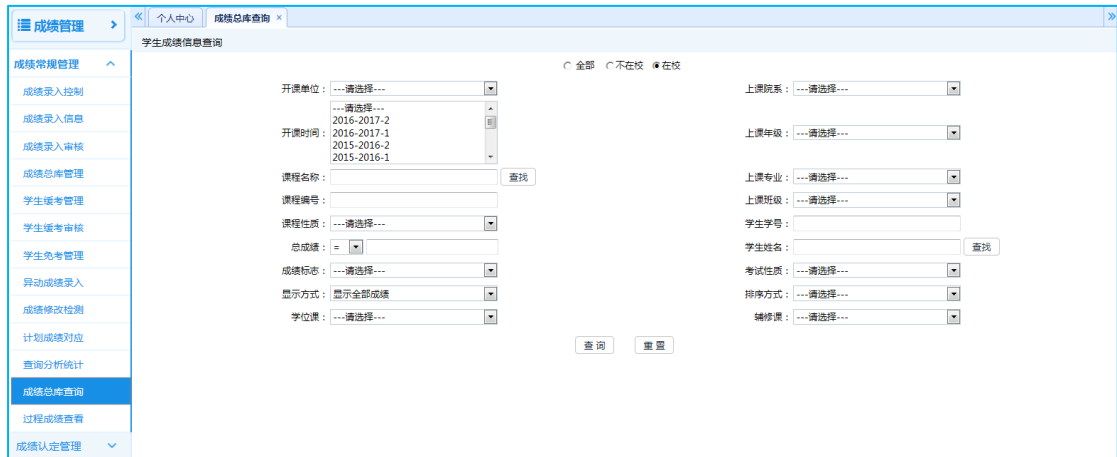 成绩管理
个人中心 成绩总库查询 ×
学生成绩信息查询
成绩常规管理
成绩录入控制
成绩录入信息
成绩录入审核
成绩总库管理
学生缓考管理
学生缓考审核
学生免考管理
异动成绩录入
成绩修改检测
计划成绩对应
查询分析统计
成绩总库查询
过程成绩查看
成绩认定管理
全部 不在校 在校
开课单位： ---请选择--- 上课院系： ---请选择---
---请选择---
2016-2017-2
开课时间： 2016-2017-1 上课年级： ---请选择---
2015-2016-2
2015-2016-1
课程名称： 查找 上课专业： ---请选择---
课程编号： 上课班级： ---请选择---
课程性质： ---请选择--- 学生学号：
总成绩： = 学生姓名： 查找
成绩标志： ---请选择--- 考试性质： ---请选择---
显示方式： 显示全部成绩 排序方式： ---请选择---
学位课： ---请选择--- 辅修课： ---请选择---
查 询 重 置